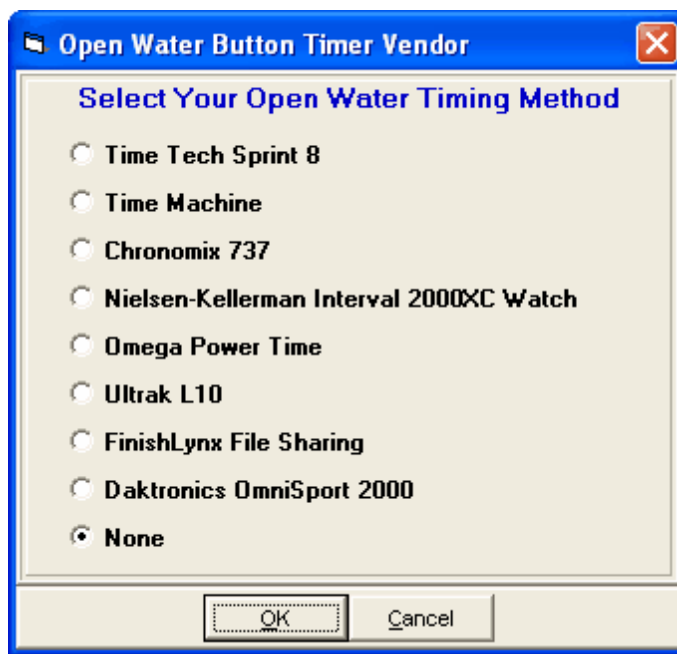 Open Water Button Timer Vendor
Select Your Open Water Timing Method
Time Tech Sprint 8
Time Machine
Chronomix 737
Nielsen-Kellerman Interval 2000XC Watch
Omega Power Time
Ultrak L10
FinishLynx File Sharing
Daktronics OmniSport 2000
None
OK Cancel